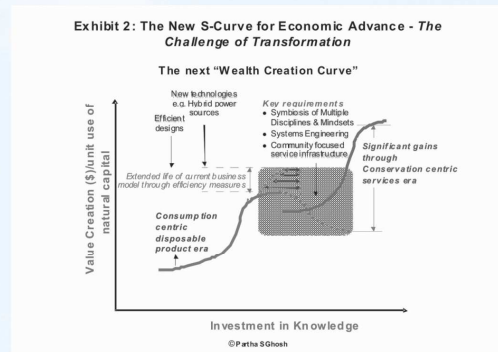 Exhibit 2: The New S-Curve for Economic Advance - The
Challenge of Transformation
The next “Wealth Creation Curve”
New technologies
e.g. Hybrid power
sources
Efficient
designs
Key requirements
• Symbiosis of Multiple
Disciplines & Mindsets
• Systems Engineering
• Community focused
service infrastrure
Significant gains
through
Conservation centric
services era
Extended life of current business
model through efficiency measures
Consumption
centric
disposable
product era
Value Creation ($)/unit use of
natural capital
Investment in Knowledge
©Partha SGhosh